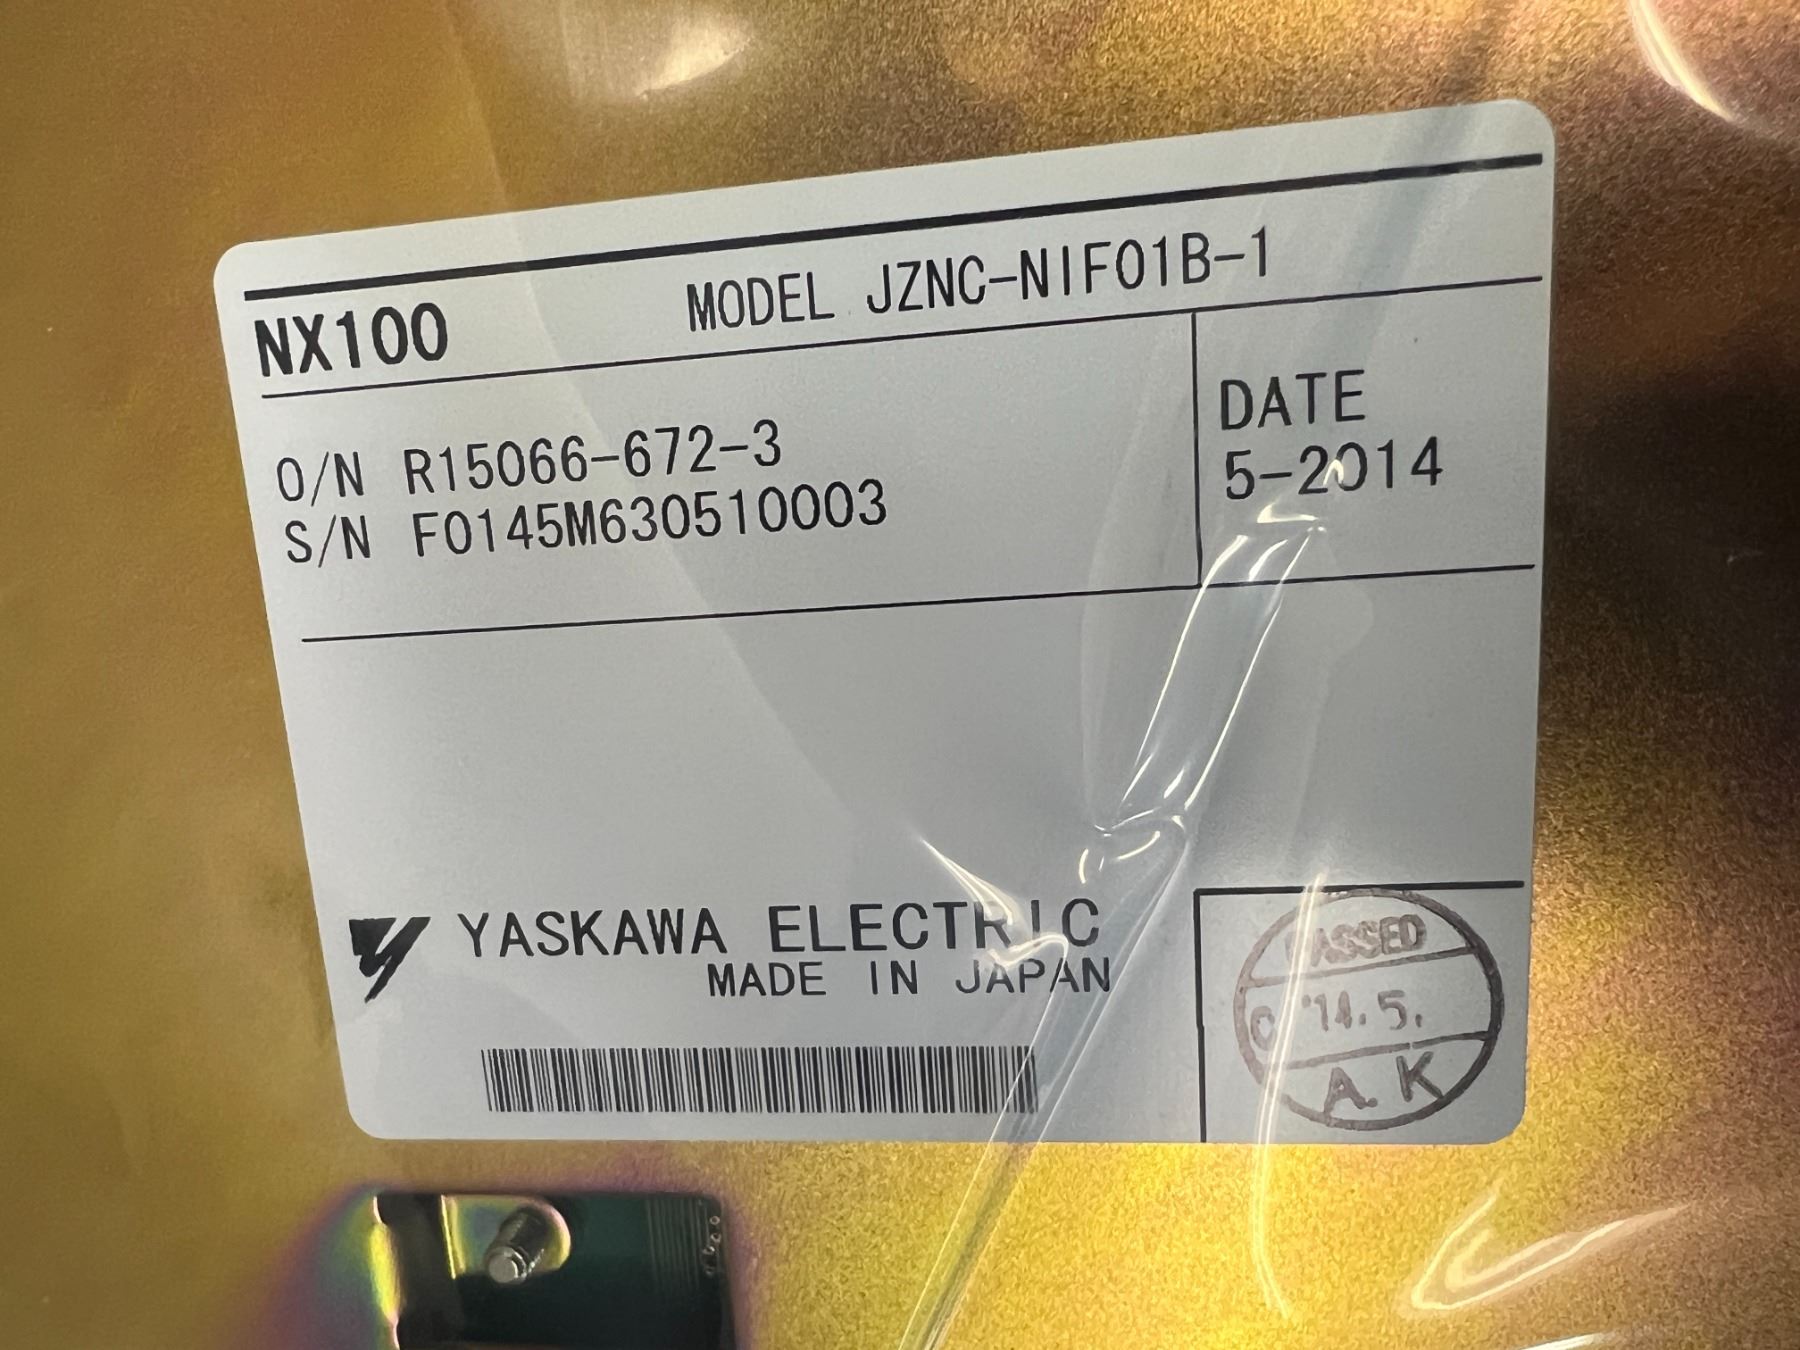 NX100 MODEL JZNC-NIF01B-1
O/N R15066-672-3
S/N F0145M630510003
DATE
5-2014
YASKAWA ELECTRIC
MADE IN JAPAN
PASSED
'14.5.
A.K